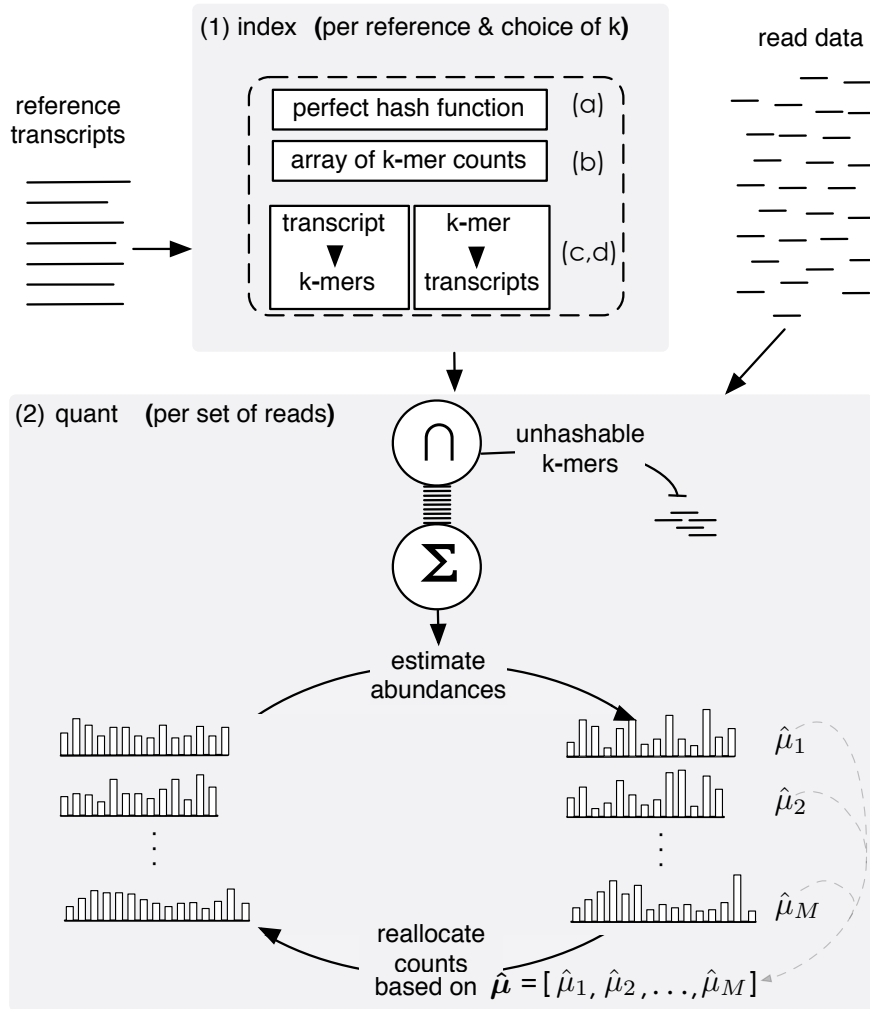 (1) index (per reference & choice of k)
read data
reference
transcripts
perfect hash function
(a)
array of k-mer counts
(b)
transcript
k-mers
k-mer
transcripts
(c,d)
(2) quant (per set of reads)
∩
unhashable
k-mers
Σ
estimate
abundances
μ̂₁
μ̂₂
⋮
⋮
μ̂_M
reallocate
counts
based on μ̂ = [ μ̂₁, μ̂₂, . . . , μ̂_M ]